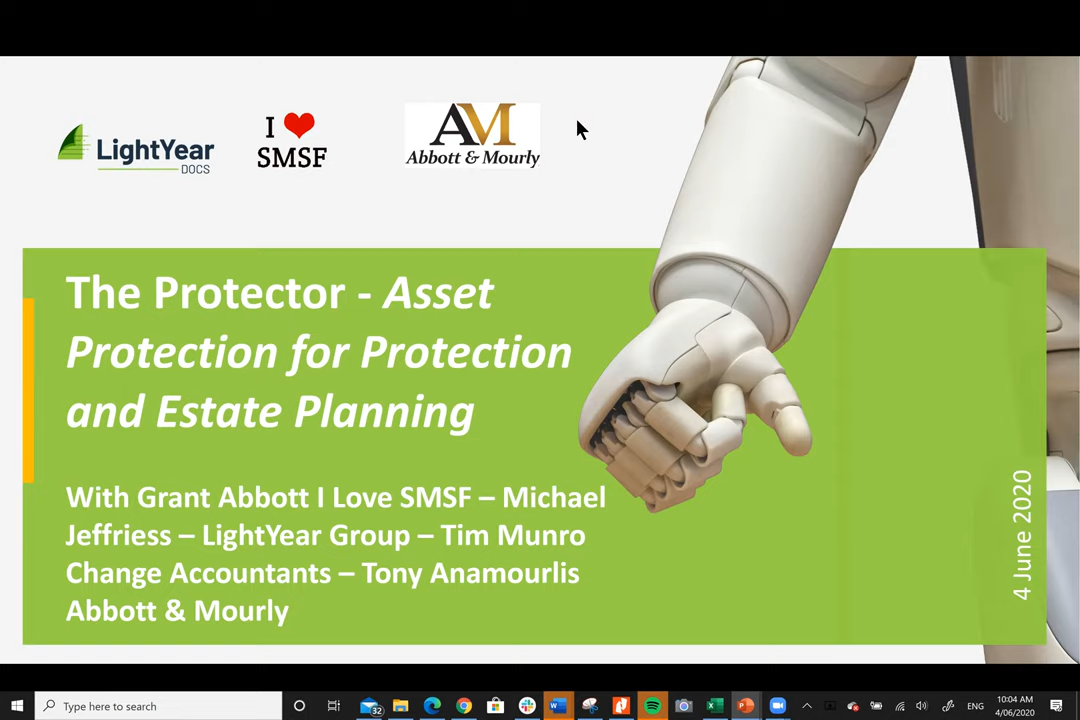 LightYear
DOCS
I ❤
SMSF
AM
Abbott & Mourly
The Protector - Asset
Protection for Protection
and Estate Planning
With Grant Abbott I Love SMSF – Michael
Jeffriess – LightYear Group – Tim Munro
Change Accountants – Tony Anamourlis
Abbott & Mourly
4 June 2020
Type here to search
32
ENG
10:04 AM
4/06/2020